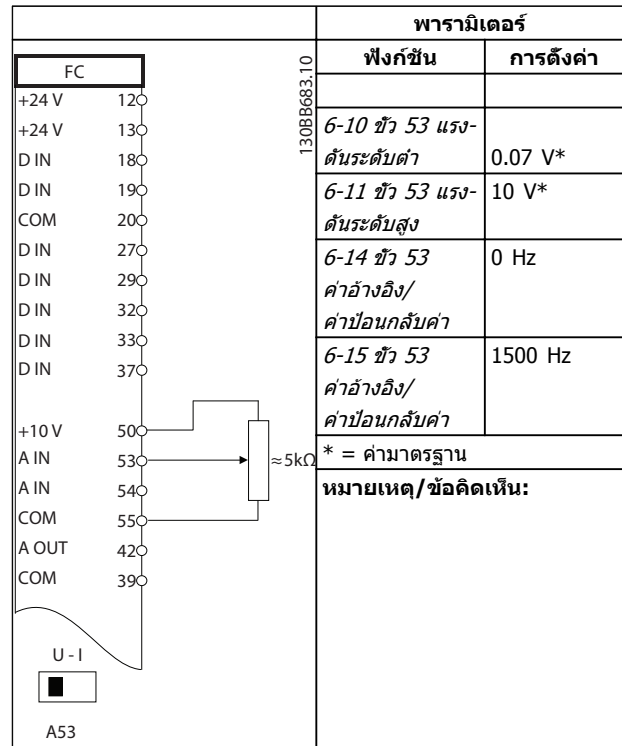 FC
+24 V 12
+24 V 13
D IN 18
D IN 19
COM 20
D IN 27
D IN 29
D IN 32
D IN 33
D IN 37
+10 V 50
A IN 53
A IN 54
COM 55
A OUT 42
COM 39
≈5kΩ
U - I
A53
130BB683.10
พารามิเตอร์
ฟังก์ชัน การตั้งค่า
6-10 ขั้ว 53 แรง-
ดันระดับต่ำ 0.07 V*
6-11 ขั้ว 53 แรง- 10 V*
ดันระดับสูง
6-14 ขั้ว 53 0 Hz
ค่าอ้างอิง/
ค่าป้อนกลับค่า
6-15 ขั้ว 53 1500 Hz
ค่าอ้างอิง/
ค่าป้อนกลับค่า
* = ค่ามาตรฐาน
หมายเหตุ/ข้อคิดเห็น: